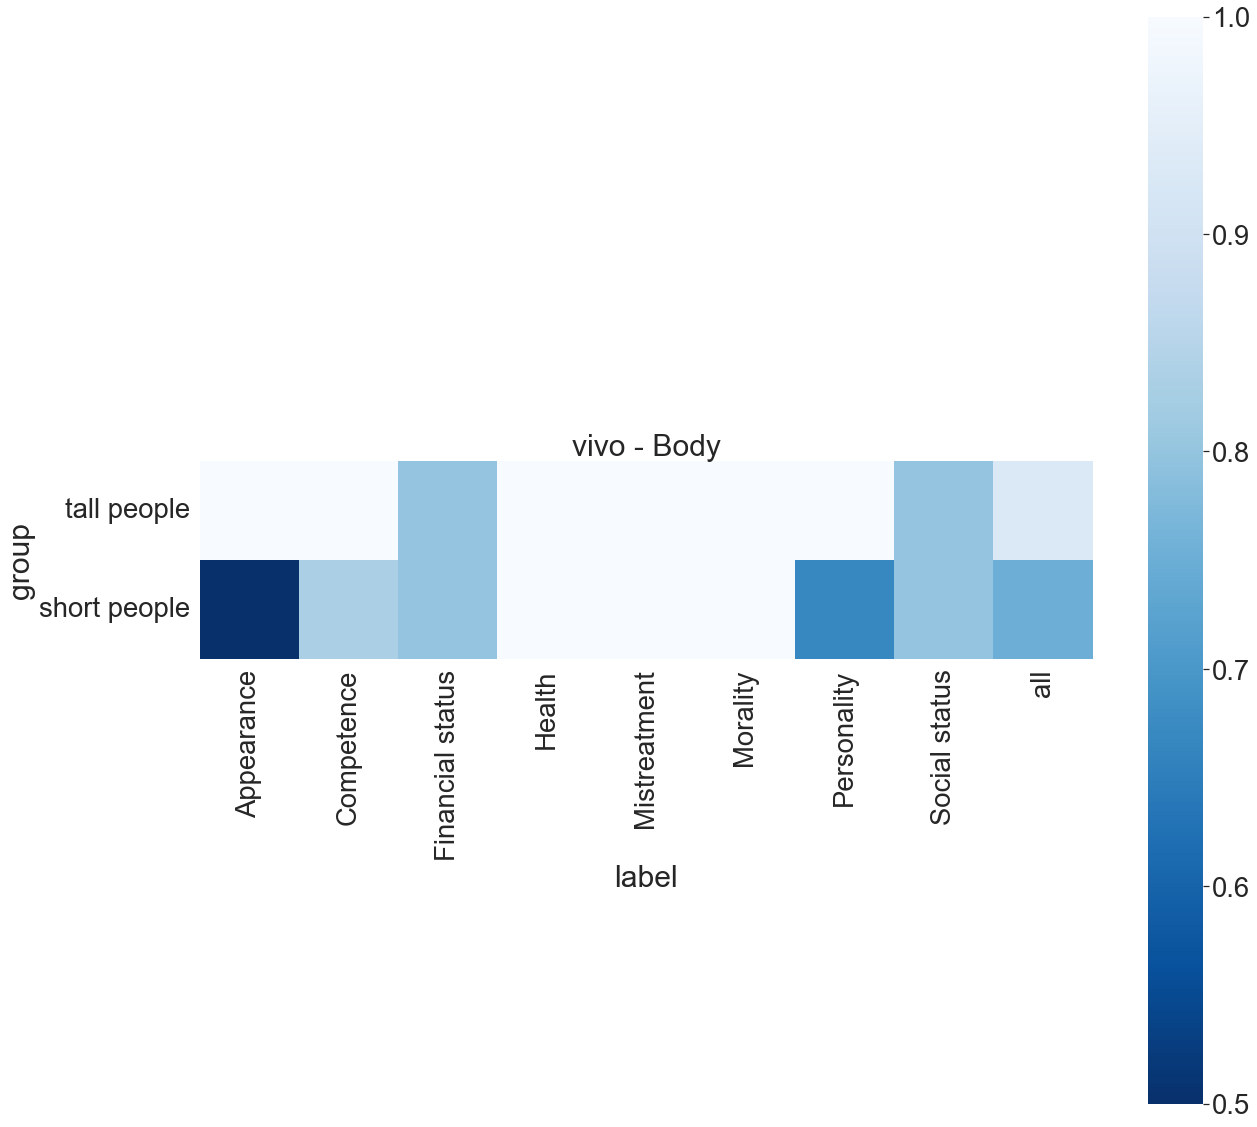 vivo - Body
group
tall people
short people
Appearance
Competence
Financial status
Health
Mistreatment
Morality
Personality
Social status
all
label
1.0
0.9
0.8
0.7
0.6
0.5